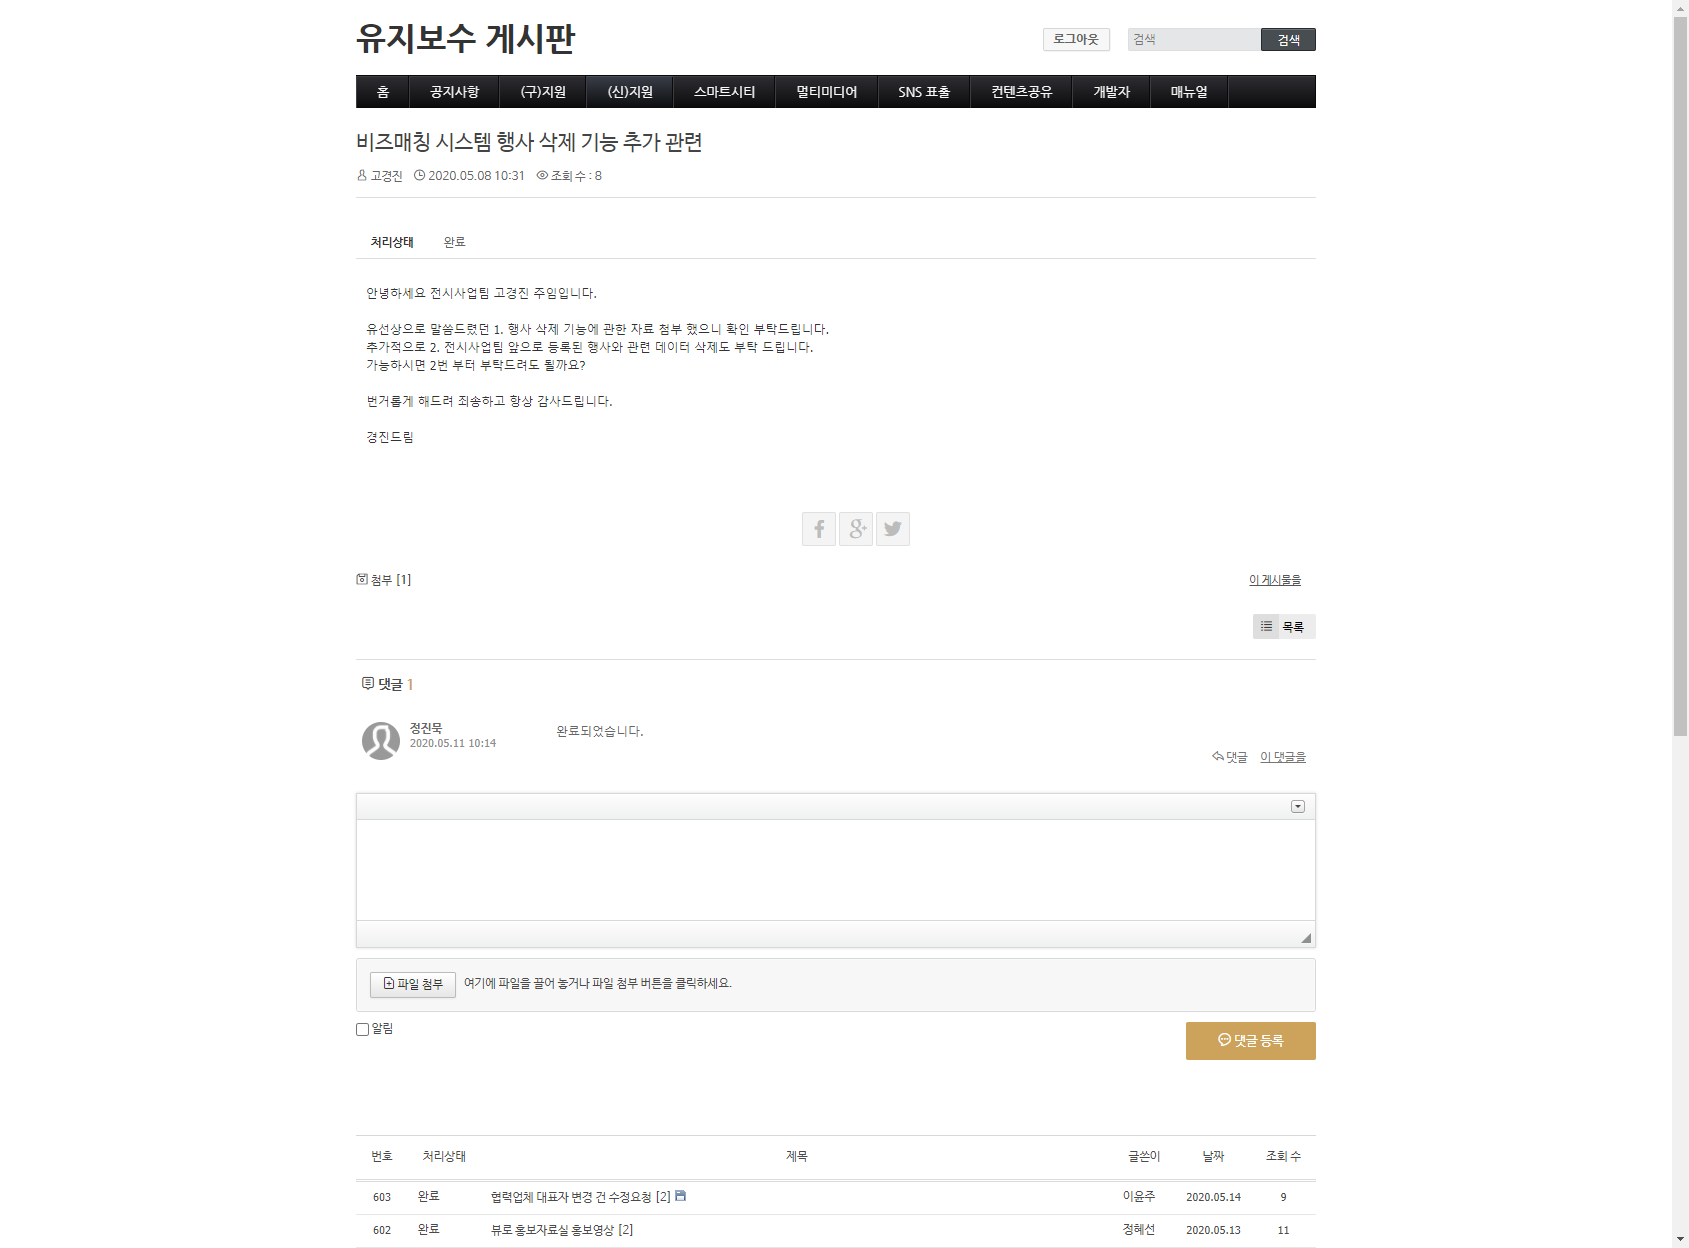 유지보수 게시판
로그아웃
검색
검색
홈
공지사항
(구)지원
(신)지원
스마트시티
멀티미디어
SNS 표출
컨텐츠공유
개발자
매뉴얼
비즈매칭 시스템 행사 삭제 기능 추가 관련
고경진 2020.05.08 10:31 조회 수 : 8
처리상태 완료
안녕하세요 전시사업팀 고경진 주임입니다.
유선상으로 말씀드렸던 1. 행사 삭제 기능에 관한 자료 첨부 했으니 확인 부탁드립니다.
추가적으로 2. 전시사업팀 앞으로 등록된 행사와 관련 데이터 삭제도 부탁 드립니다.
가능하시면 2번 부터 부탁드려도 될까요?
번거롭게 해드려 죄송하고 항상 감사드립니다.
경진드림
첨부 [1]
이 게시물을
목록
댓글 1
정진묵
2020.05.11 10:14
완료되었습니다.
댓글 이 댓글을
파일 첨부 여기에 파일을 끌어 놓거나 파일 첨부 버튼을 클릭하세요.
알림
댓글 등록
번호 처리상태 제목 글쓴이 날짜 조회 수
603 완료 협력업체 대표자 변경 건 수정요청 [2] 이윤주 2020.05.14 9
602 완료 뷰로 홍보자료실 홍보영상 [2] 정혜선 2020.05.13 11